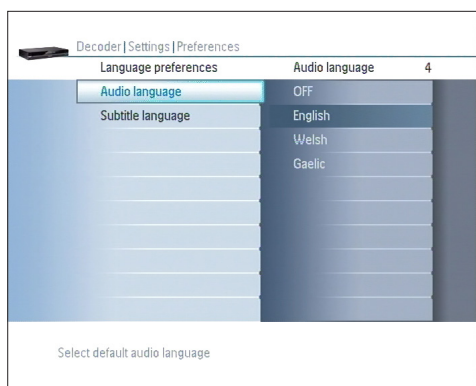 Decoder|Settings|Preferences
Language preferences Audio language 4
Audio language OFF
Subtitle language English
Welsh
Gaelic
Select default audio language